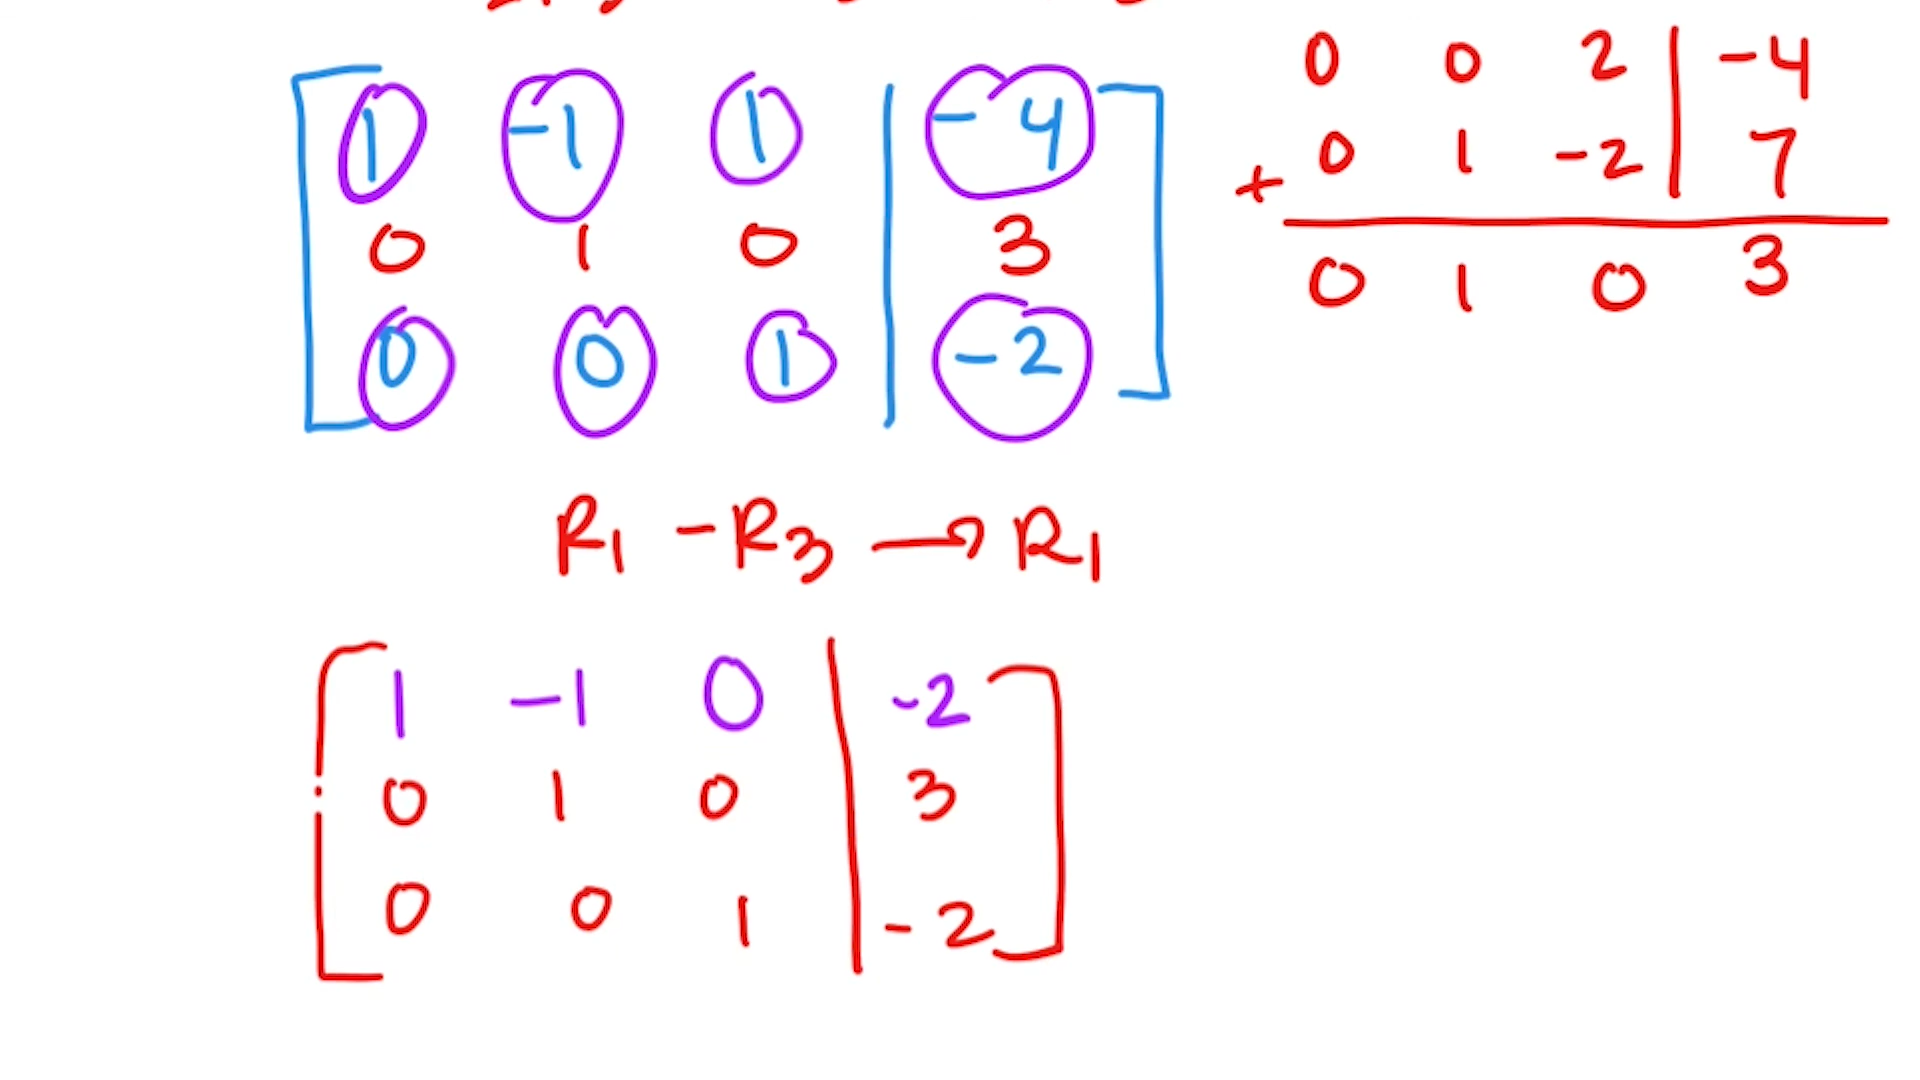 1 -1 1 | -4
0 1 0 | 3
0 0 1 | -2
0 0 2 | -4
+ 0 1 -2 | 7
0 1 0 3
R1 - R3 → R1
1 -1 0 | -2
0 1 0 | 3
0 0 1 | -2